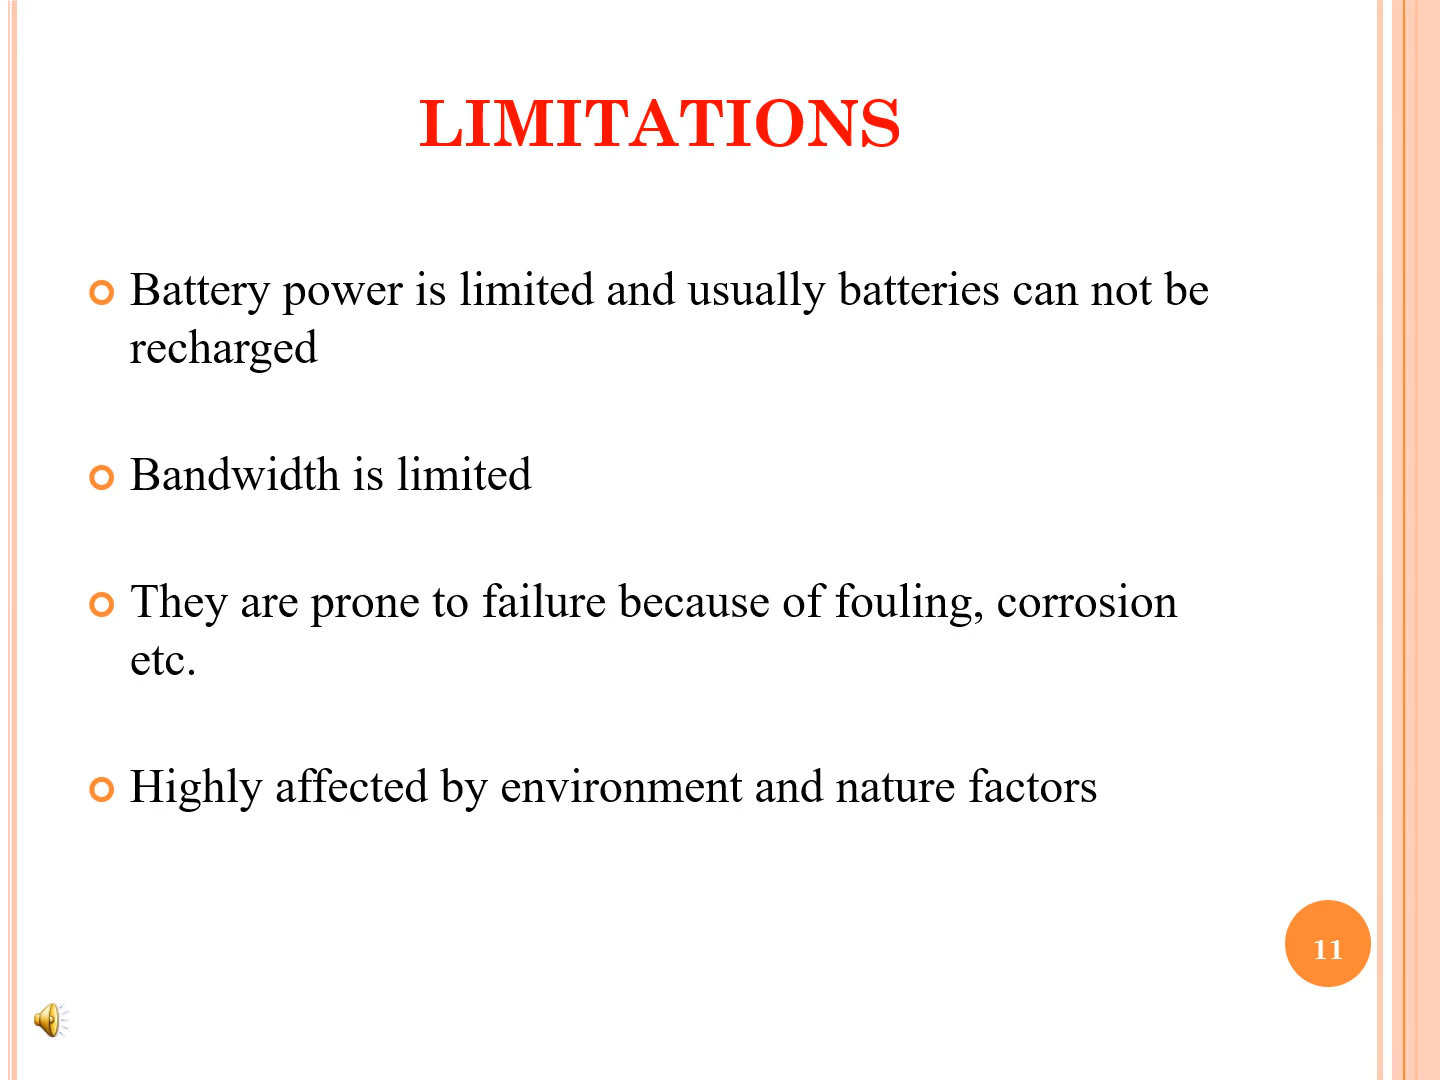 LIMITATIONS
Battery power is limited and usually batteries can not be
recharged
Bandwidth is limited
They are prone to failure because of fouling, corrosion
etc.
Highly affected by environment and nature factors
11